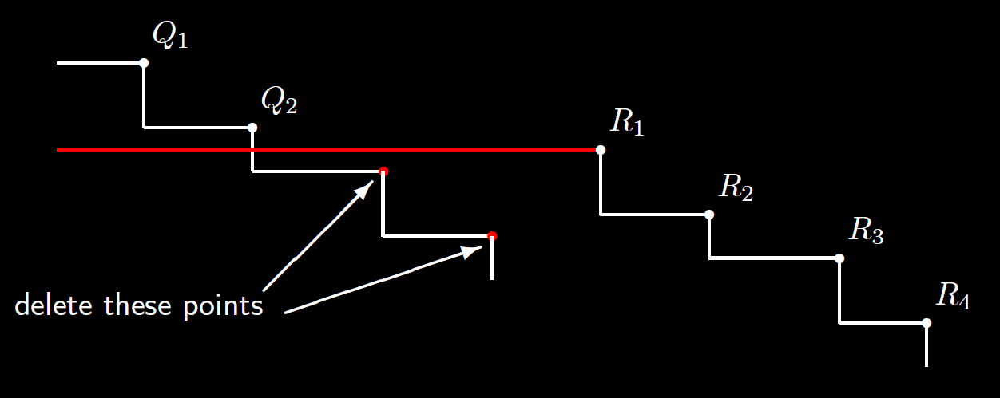 Q₁
Q₂
R₁
R₂
R₃
R₄
delete these points